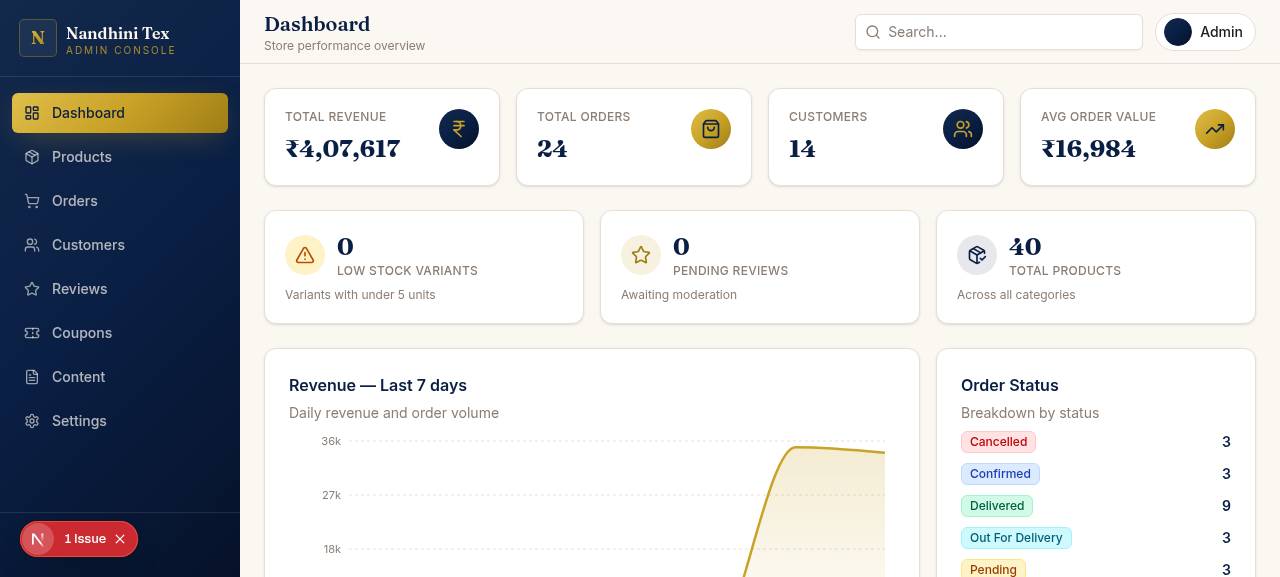 N
Nandhini Tex
ADMIN CONSOLE
Dashboard
Products
Orders
Customers
Reviews
Coupons
Content
Settings
N
1 Issue
Dashboard
Store performance overview
Search...
Admin
TOTAL REVENUE
₹4,07,617
₹
TOTAL ORDERS
24
CUSTOMERS
14
AVG ORDER VALUE
₹16,984
0
LOW STOCK VARIANTS
Variants with under 5 units
0
PENDING REVIEWS
Awaiting moderation
40
TOTAL PRODUCTS
Across all categories
Revenue — Last 7 days
Daily revenue and order volume
36k
27k
18k
Order Status
Breakdown by status
Cancelled 3
Confirmed 3
Delivered 9
Out For Delivery 3
Pending 3